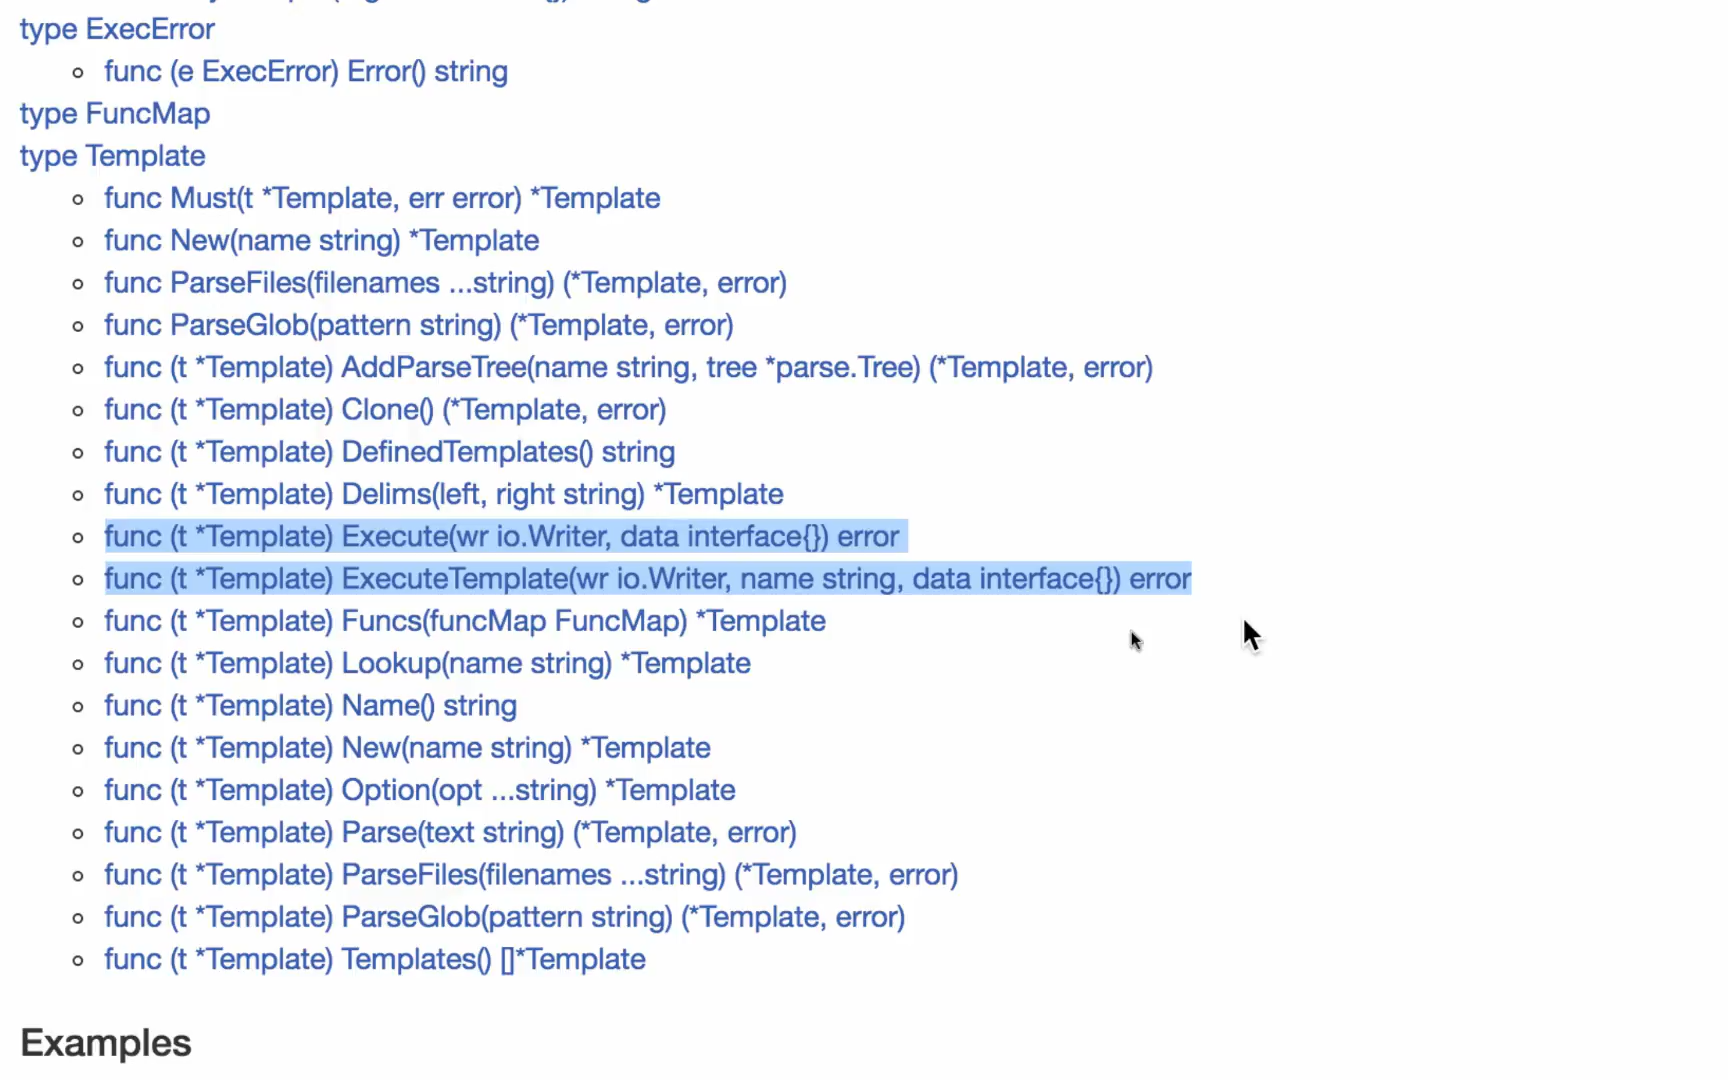 type ExecError
func (e ExecError) Error() string
type FuncMap
type Template
func Must(t *Template, err error) *Template
func New(name string) *Template
func ParseFiles(filenames ...string) (*Template, error)
func ParseGlob(pattern string) (*Template, error)
func (t *Template) AddParseTree(name string, tree *parse.Tree) (*Template, error)
func (t *Template) Clone() (*Template, error)
func (t *Template) DefinedTemplates() string
func (t *Template) Delims(left, right string) *Template
func (t *Template) Execute(wr io.Writer, data interface{}) error
func (t *Template) ExecuteTemplate(wr io.Writer, name string, data interface{}) error
func (t *Template) Funcs(funcMap FuncMap) *Template
func (t *Template) Lookup(name string) *Template
func (t *Template) Name() string
func (t *Template) New(name string) *Template
func (t *Template) Option(opt ...string) *Template
func (t *Template) Parse(text string) (*Template, error)
func (t *Template) ParseFiles(filenames ...string) (*Template, error)
func (t *Template) ParseGlob(pattern string) (*Template, error)
func (t *Template) Templates() []*Template
Examples